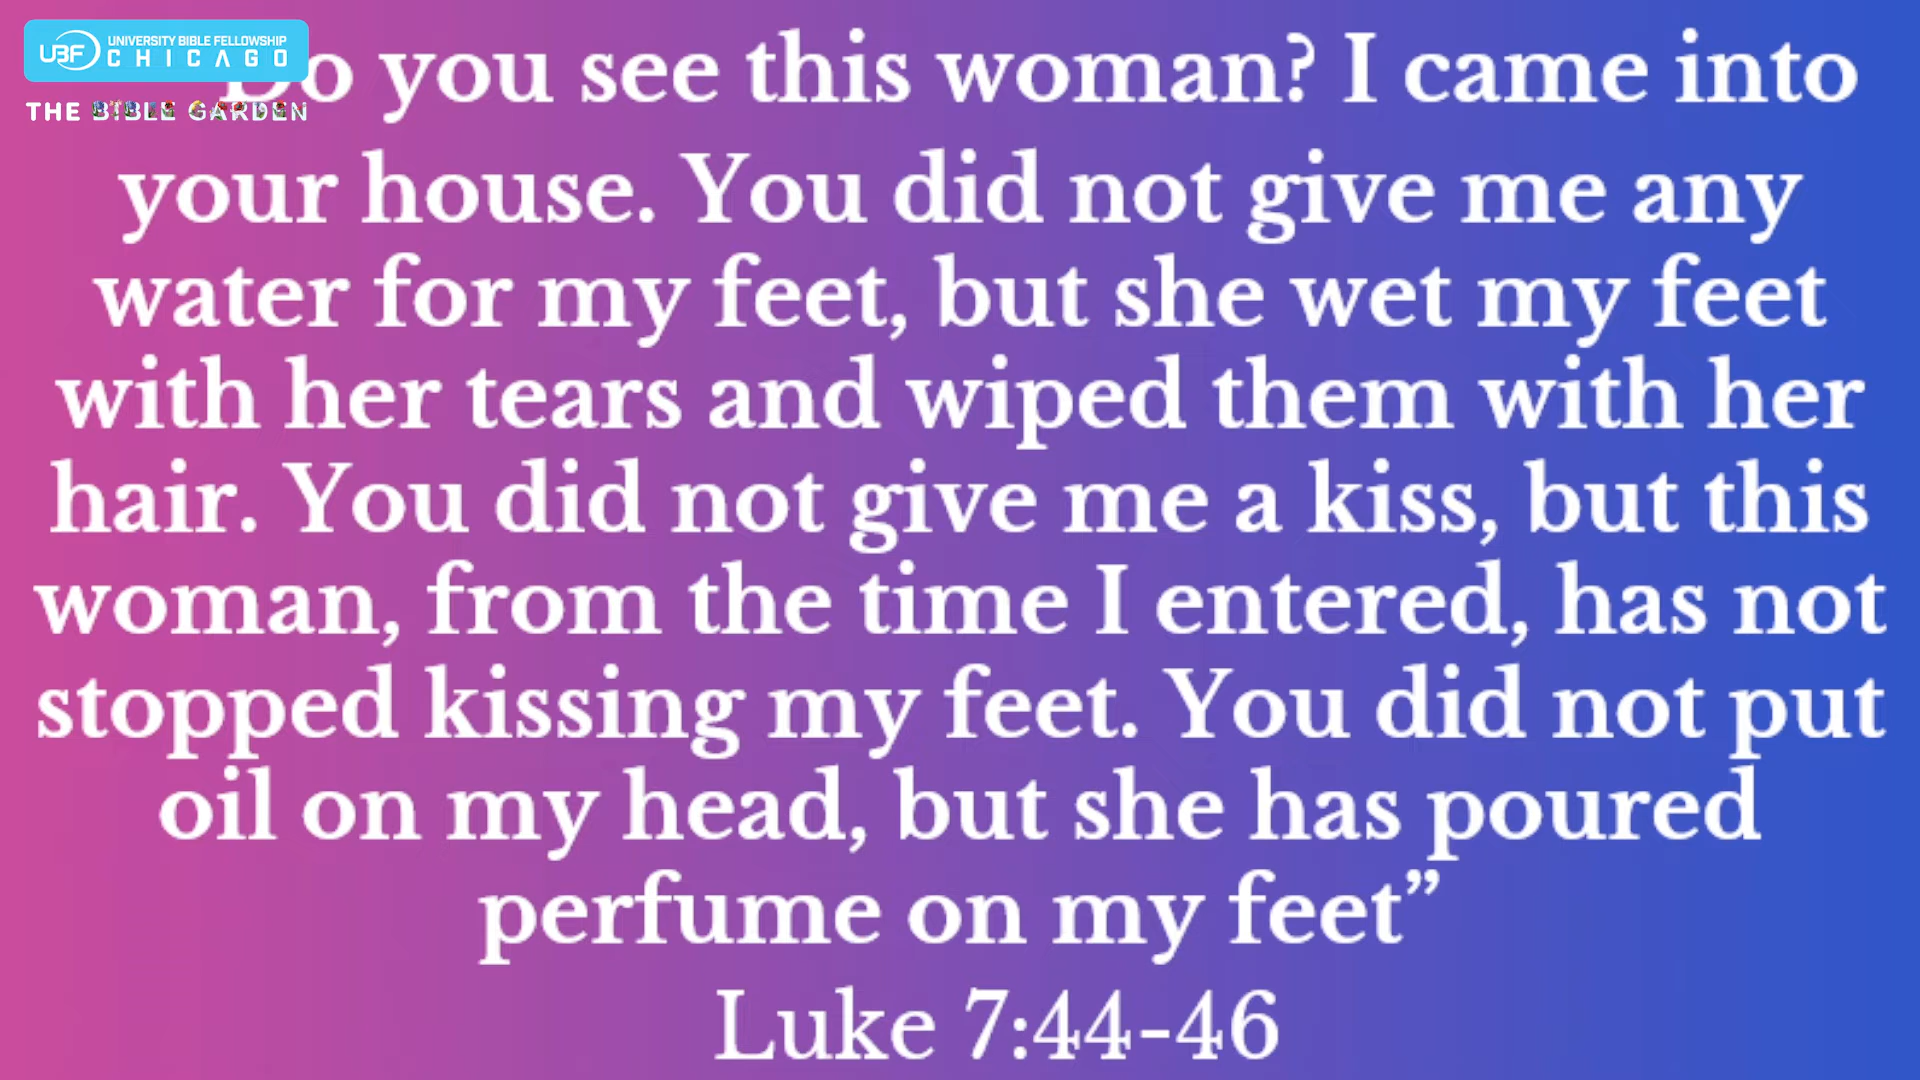 UBF UNIVERSITY BIBLE FELLOWSHIP
CHICAGO
THE BIBLE GARDEN
Do you see this woman? I came into
your house. You did not give me any
water for my feet, but she wet my feet
with her tears and wiped them with her
hair. You did not give me a kiss, but this
woman, from the time I entered, has not
stopped kissing my feet. You did not put
oil on my head, but she has poured
perfume on my feet”
Luke 7:44-46